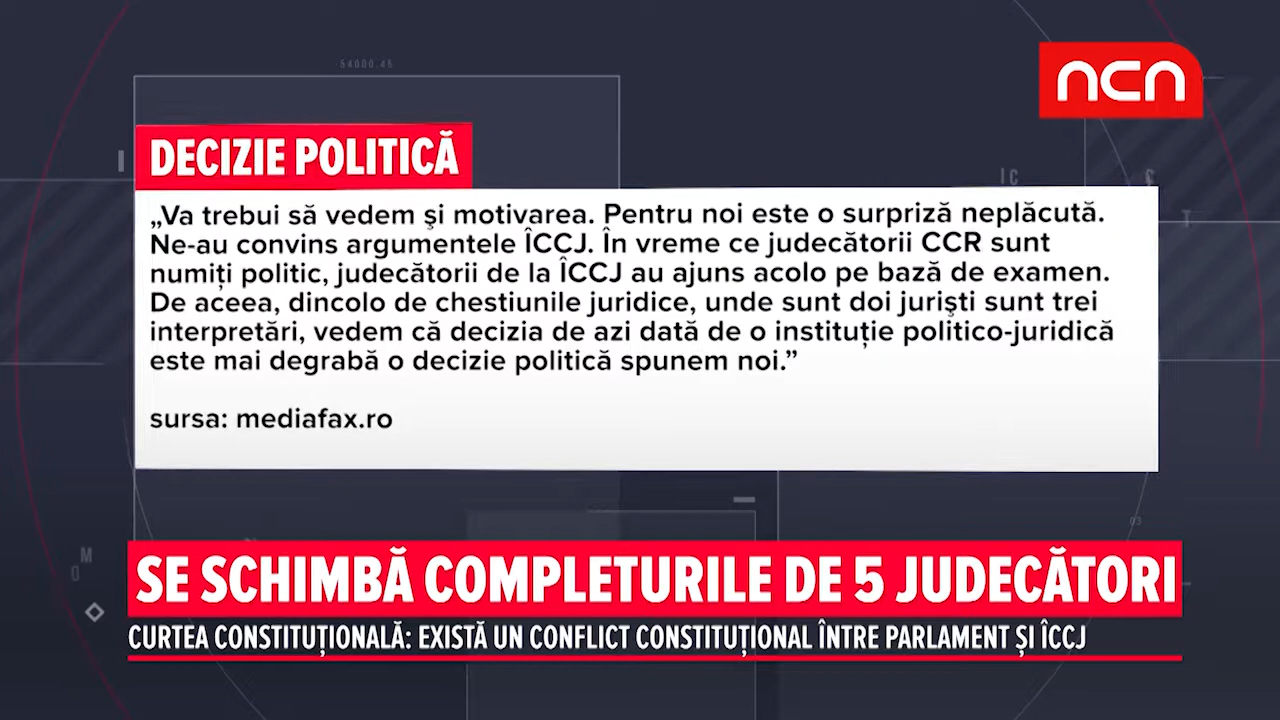 54000.46
ncn
DECIZIE POLITICĂ
„Va trebui să vedem şi motivarea. Pentru noi este o surpriză neplăcută.
Ne-au convins argumentele ÎCCJ. În vreme ce judecătorii CCR sunt
numiți politic, judecătorii de la ÎCCJ au ajuns acolo pe bază de examen.
De aceea, dincolo de chestiunile juridice, unde sunt doi jurişti sunt trei
interpretări, vedem că decizia de azi dată de o instituție politico-juridică
este mai degrabă o decizie politică spunem noi.”
sursa: mediafax.ro
SE SCHIMBĂ COMPLETURILE DE 5 JUDECĂTORI
CURTEA CONSTITUȚIONALĂ: EXISTĂ UN CONFLICT CONSTITUȚIONAL ÎNTRE PARLAMENT ȘI ÎCCJ